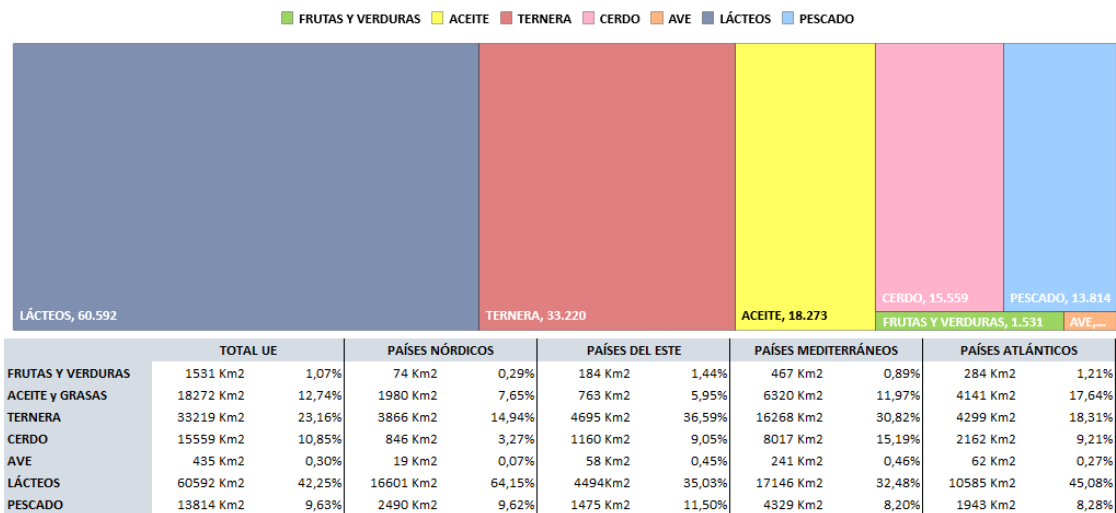 FRUTAS Y VERDURAS ACEITE TERNERA CERDO AVE LÁCTEOS PESCADO
CERDO, 15.559 PESCADO, 13.814
LÁCTEOS, 60.592 TERNERA, 33.220 ACEITE, 18.273 FRUTAS Y VERDURAS, 1.531 AVE,...
TOTAL UE PAÍSES NÓRDICOS PAÍSES DEL ESTE PAÍSES MEDITERRÁNEOS PAÍSES ATLÁNTICOS
FRUTAS Y VERDURAS 1531 Km2 1,07% 74 Km2 0,29% 184 Km2 1,44% 467 Km2 0,89% 284 Km2 1,21%
ACEITE y GRASAS 18272 Km2 12,74% 1980 Km2 7,65% 763 Km2 5,95% 6320 Km2 11,97% 4141 Km2 17,64%
TERNERA 33219 Km2 23,16% 3866 Km2 14,94% 4695 Km2 36,59% 16268 Km2 30,82% 4299 Km2 18,31%
CERDO 15559 Km2 10,85% 846 Km2 3,27% 1160 Km2 9,05% 8017 Km2 15,19% 2162 Km2 9,21%
AVE 435 Km2 0,30% 19 Km2 0,07% 58 Km2 0,45% 241 Km2 0,46% 62 Km2 0,27%
LÁCTEOS 60592 Km2 42,25% 16601 Km2 64,15% 4494Km2 35,03% 17146 Km2 32,48% 10585 Km2 45,08%
PESCADO 13814 Km2 9,63% 2490 Km2 9,62% 1475 Km2 11,50% 4329 Km2 8,20% 1943 Km2 8,28%